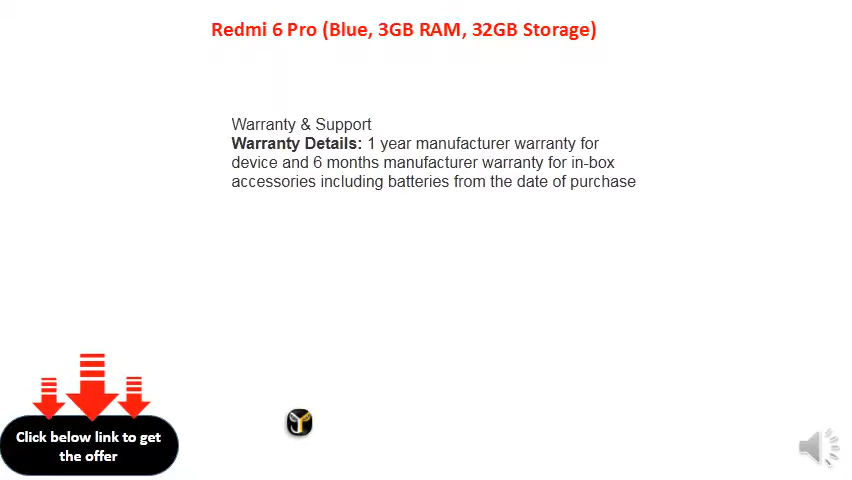 Redmi 6 Pro (Blue, 3GB RAM, 32GB Storage)
Warranty & Support
Warranty Details: 1 year manufacturer warranty for
device and 6 months manufacturer warranty for in-box
accessories including batteries from the date of purchase
Click below link to get
the offer